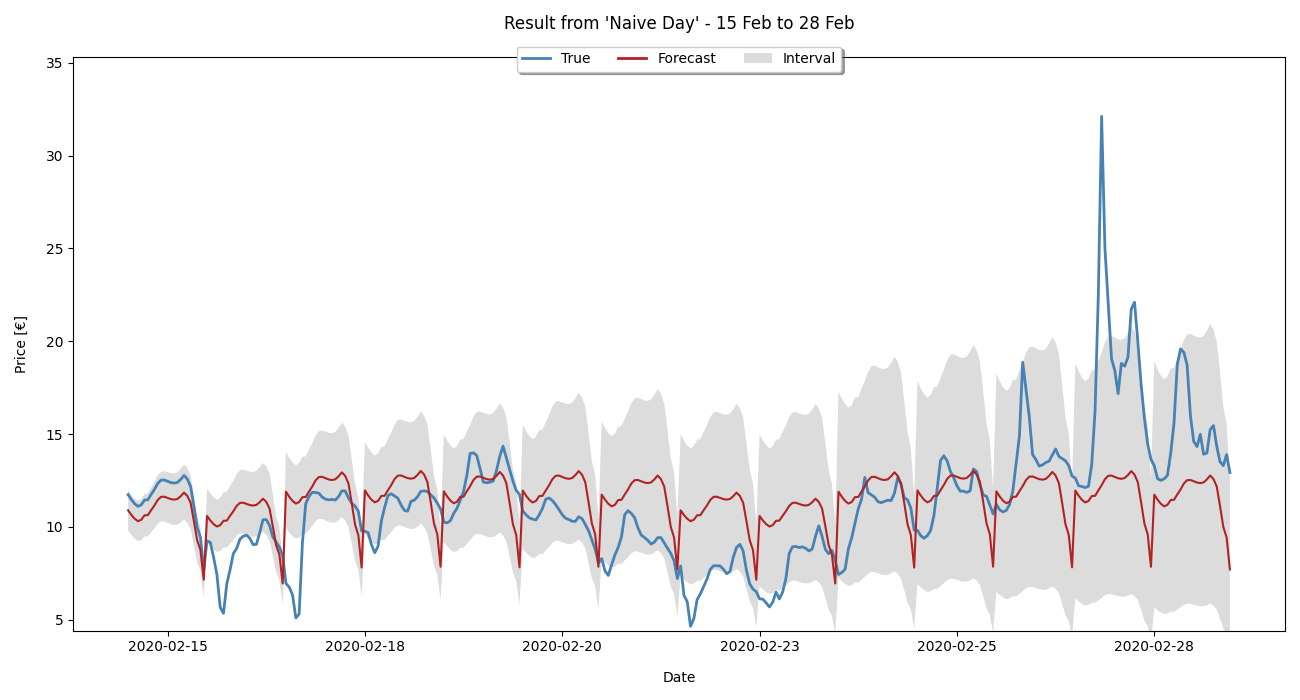 Result from 'Naive Day' - 15 Feb to 28 Feb
True Forecast Interval
Price [€]
35
30
25
20
15
10
5
2020-02-15 2020-02-18 2020-02-20 2020-02-23 2020-02-25 2020-02-28
Date